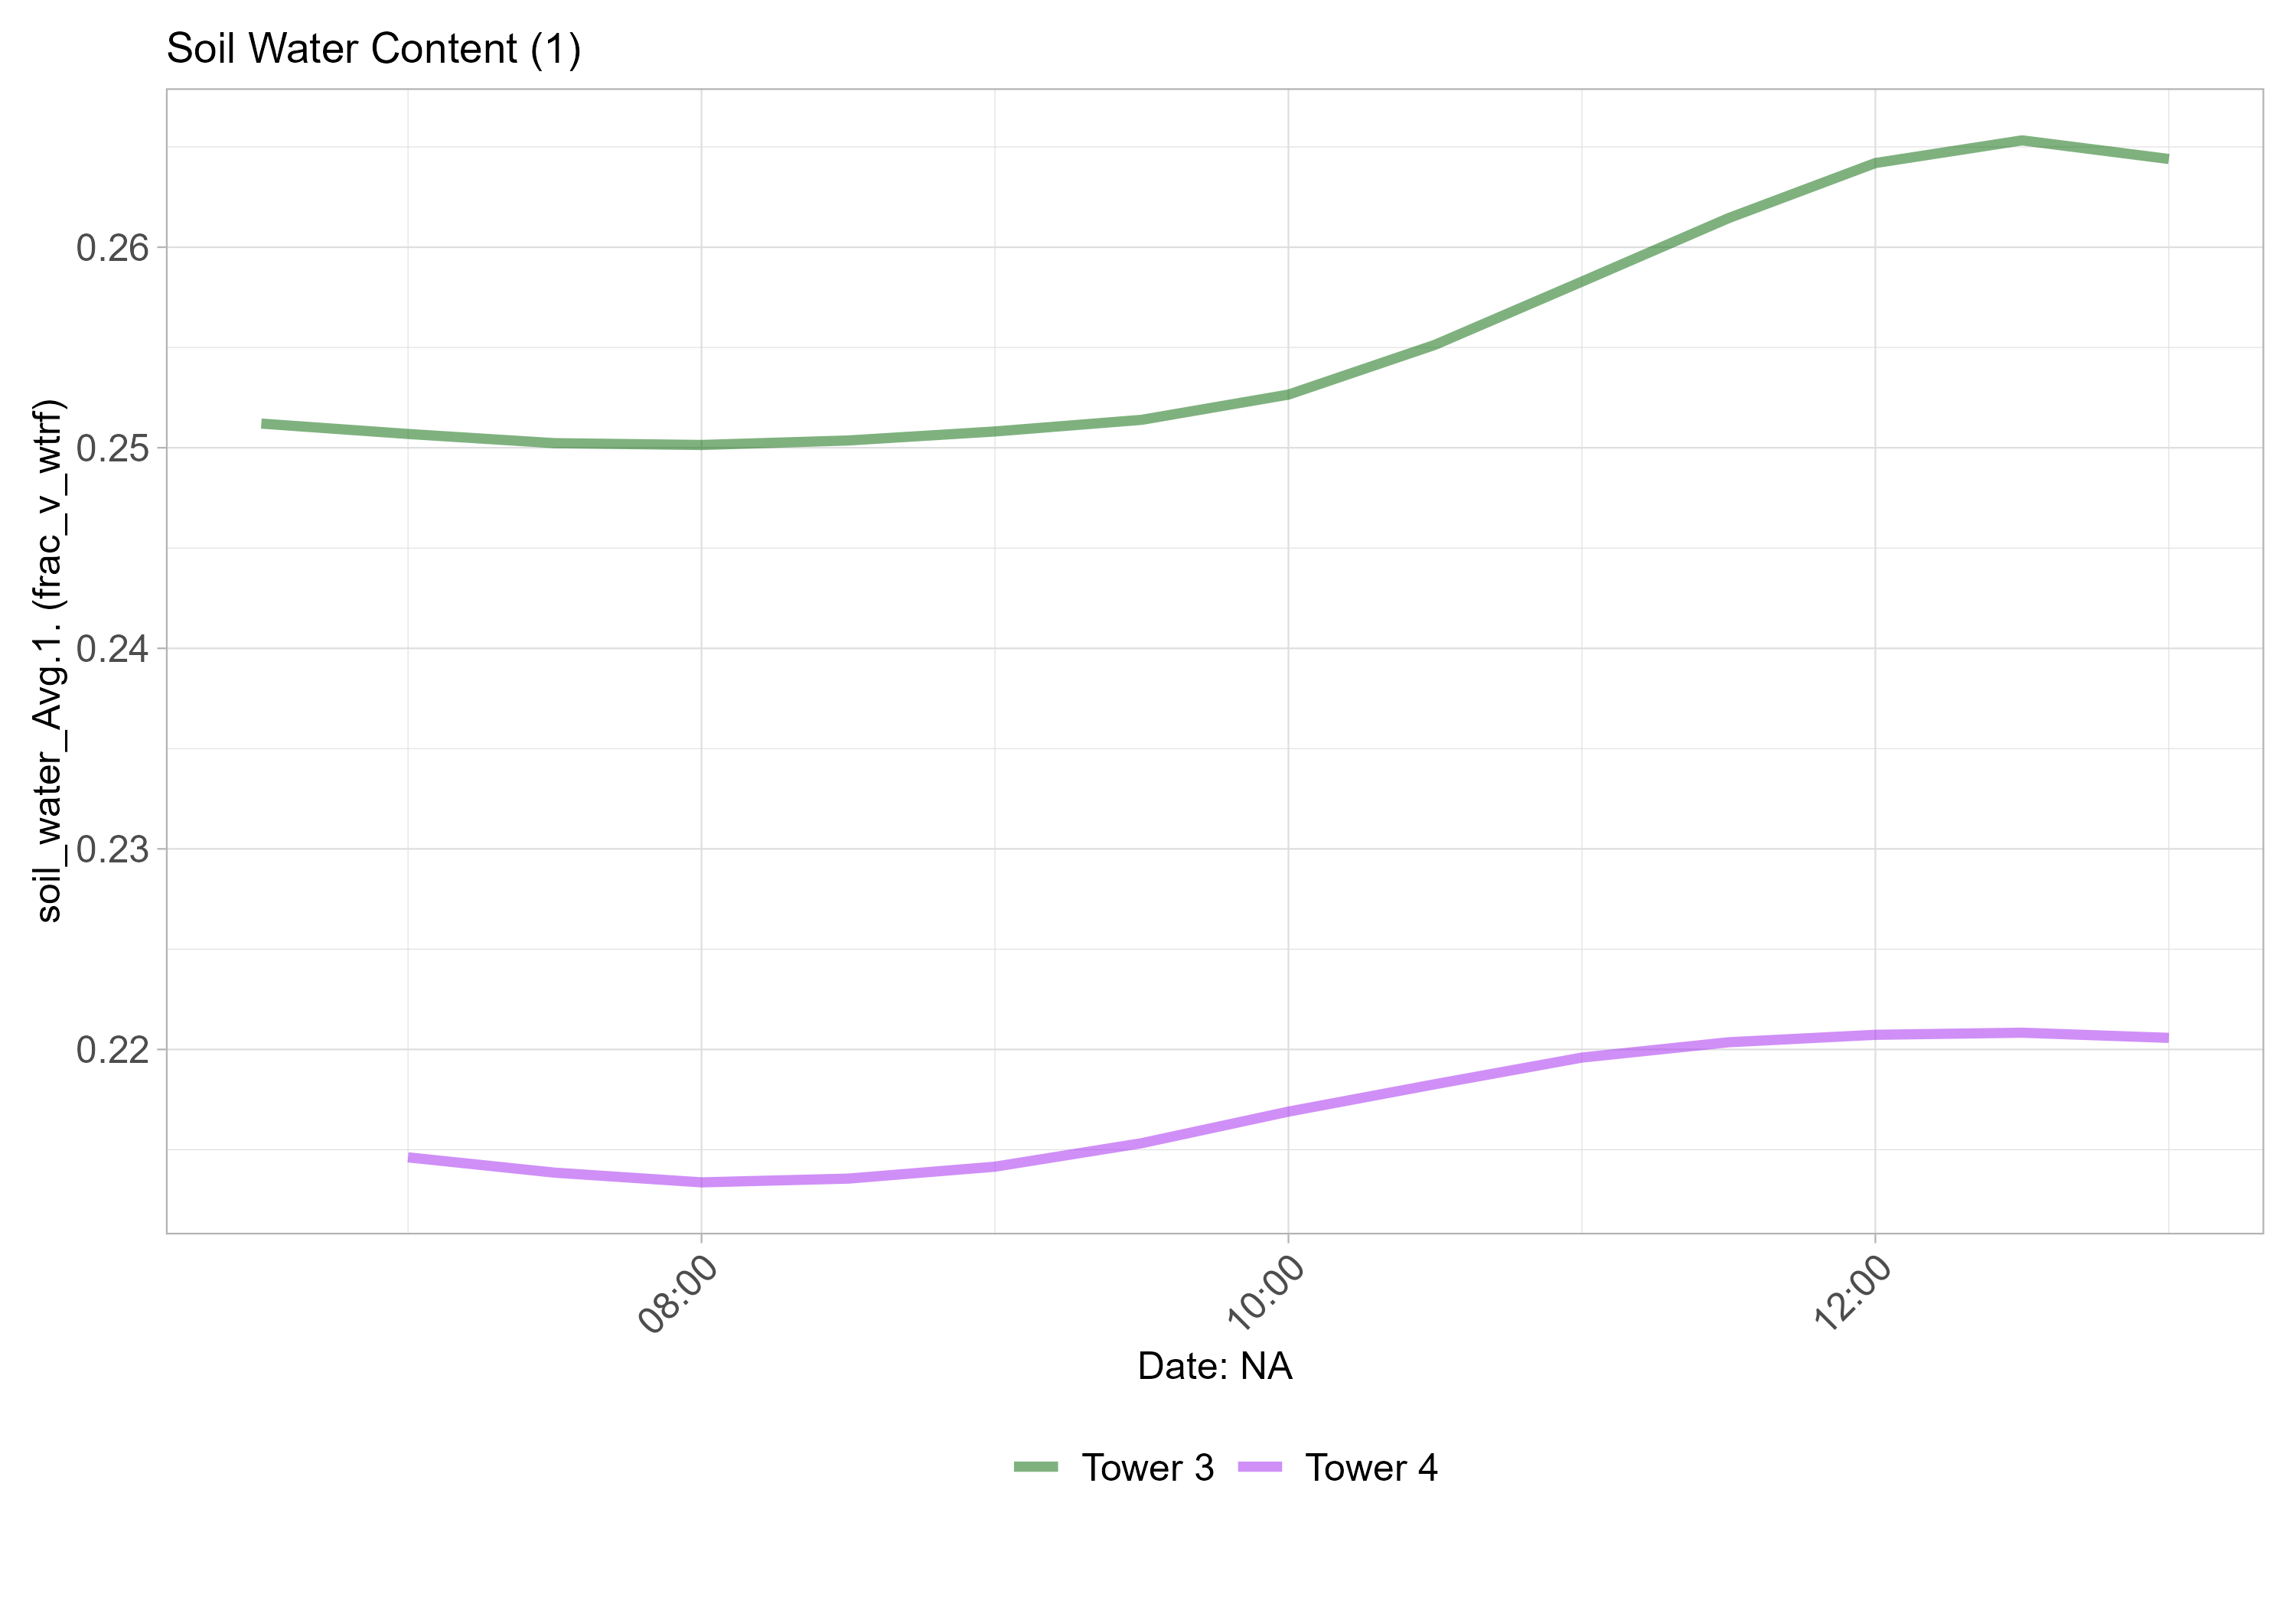 Soil Water Content (1)
soil_water_Avg.1. (frac_v_wtrf)
0.26
0.25
0.24
0.23
0.22
08:00
10:00
12:00
Date: NA
Tower 3
Tower 4